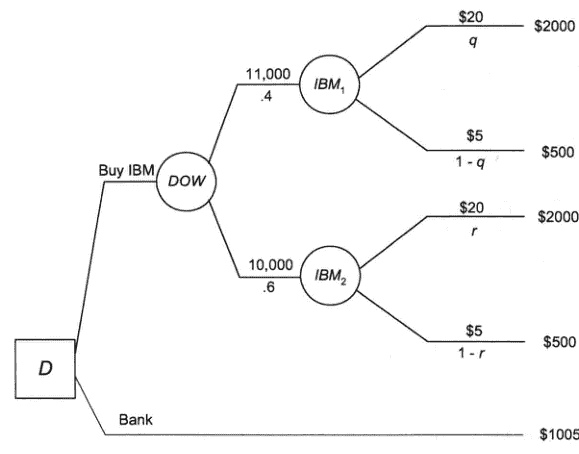 $20
q
$2000
11,000
.4
IBM₁
$5
1 - q
$500
Buy IBM
DOW
$20
r
$2000
10,000
.6
IBM₂
$5
1 - r
$500
D
Bank
$1005